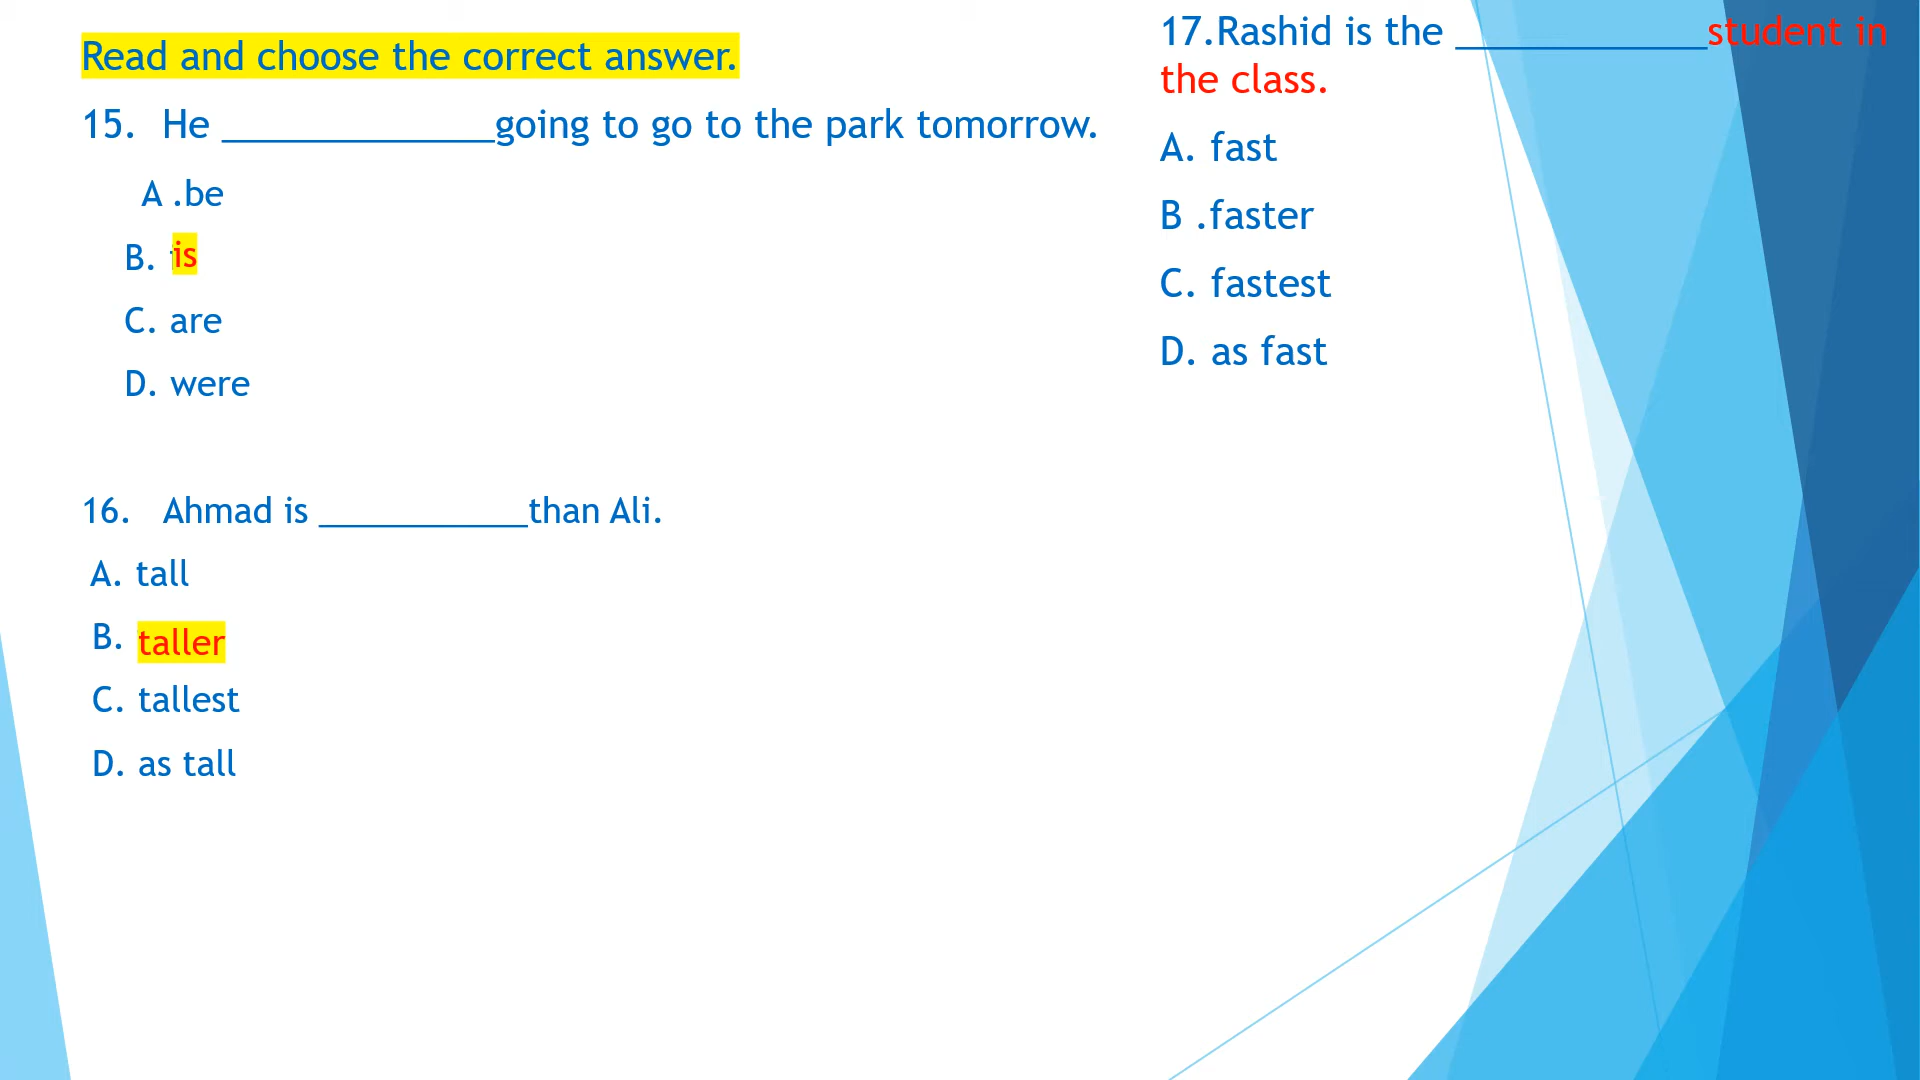 Read and choose the correct answer.
15. He _____________going to go to the park tomorrow.
A .be
B. is
C. are
D. were
16. Ahmad is ___________than Ali.
A. tall
B. taller
C. tallest
D. as tall
17.Rashid is the ____________student in
the class.
A. fast
B .faster
C. fastest
D. as fast